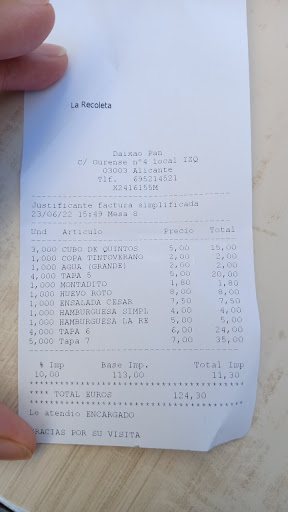 La Recoleta
Daixao Pan
C/ Ourense nº4 local IZQ
03003 Alicante
Tlf. 695214521
X2416155M
Justificante factura simplificada
23/06/22 15:49 Mesa 8
Und Articulo Precio Total
3,000 CUBO DE QUINTOS 5,00 15,00
1,000 COPA TINTOVERANO 2,00 2,00
1,000 AGUA (GRANDE) 2,00 2,00
4,000 TAPA 5 5,00 20,00
1,000 MONTADITO 1,80 1,80
1,000 HUEVO ROTO 8,00 8,00
1,000 ENSALADA CESAR 7,50 7,50
1,000 HAMBURGUESA SIMPL 4,00 4,00
1,000 HAMBURGUESA LA RE 5,00 5,00
4,000 TAPA 6 6,00 24,00
5,000 Tapa 7 7,00 35,00
% Imp Base Imp. Total Imp
10,00 113,00 11,30
**** TOTAL EUROS 124,30
Le atendio ENCARGADO
GRACIAS POR SU VISITA